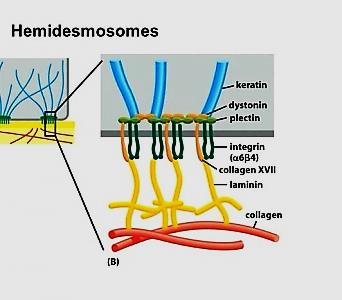 Hemidesmosomes
keratin
dystonin
plectin
integrin
(α6β4)
collagen XVII
laminin
collagen
(B)